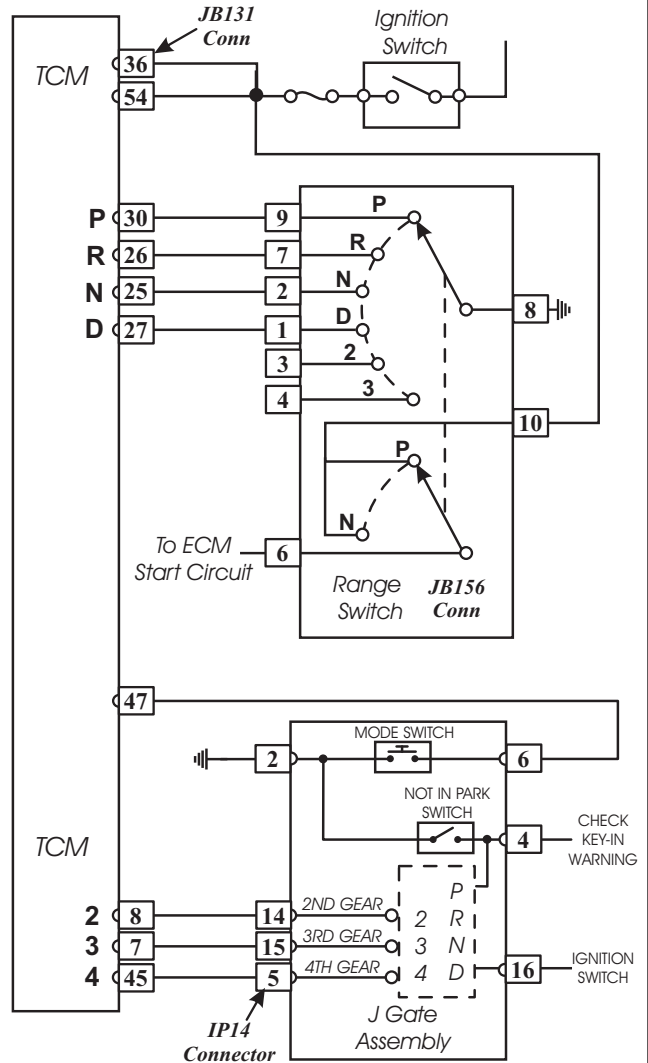 JB131
Conn
Ignition
Switch
TCM
36
54
P 30 9 P
R 26 7 R
N 25 2 N
D 27 1 D
3 2
4 3
8
10
P
N
To ECM
Start Circuit
6
Range
Switch
JB156
Conn
47
MODE SWITCH
2 6
NOT IN PARK
SWITCH
4
CHECK
KEY-IN
WARNING
TCM
P
2 8 14 2ND GEAR 2 R
3 7 15 3RD GEAR 3 N
4 45 5 4TH GEAR 4 D 16
IGNITION
SWITCH
J Gate
Assembly
IP14
Connector